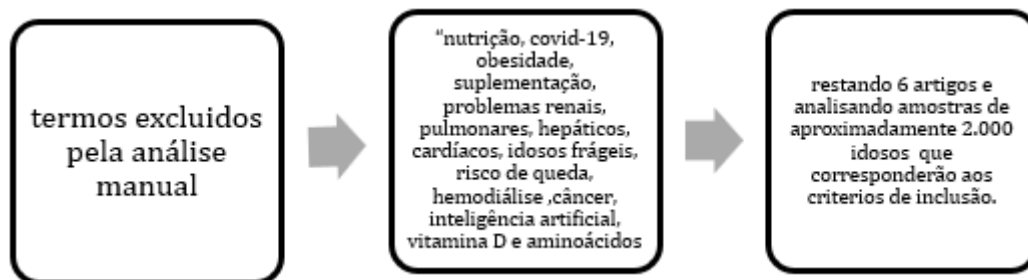 termos excluidos
pela análise
manual
“nutrição, covid-19,
obesidade,
suplementação,
problemas renais,
pulmonares, hepáticos,
cardíacos, idosos frágeis,
risco de queda,
hemodiálise ,câncer,
inteligência artificial,
vitamina D e aminoácidos
restando 6 artigos e
analisando amostras de
aproximadamente 2.000
idosos que
corresponderão aos
criterios de inclusão.